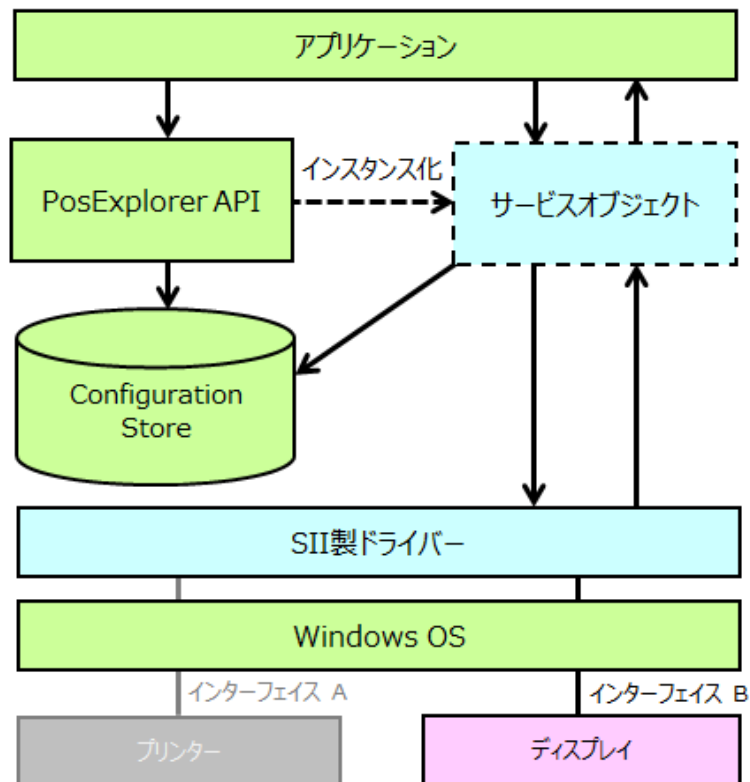 アプリケーション
PosExplorer API
インスタンス化
サービスオブジェクト
Configuration
Store
SII製ドライバー
Windows OS
インターフェイス A
インターフェイス B
プリンター
ディスプレイ